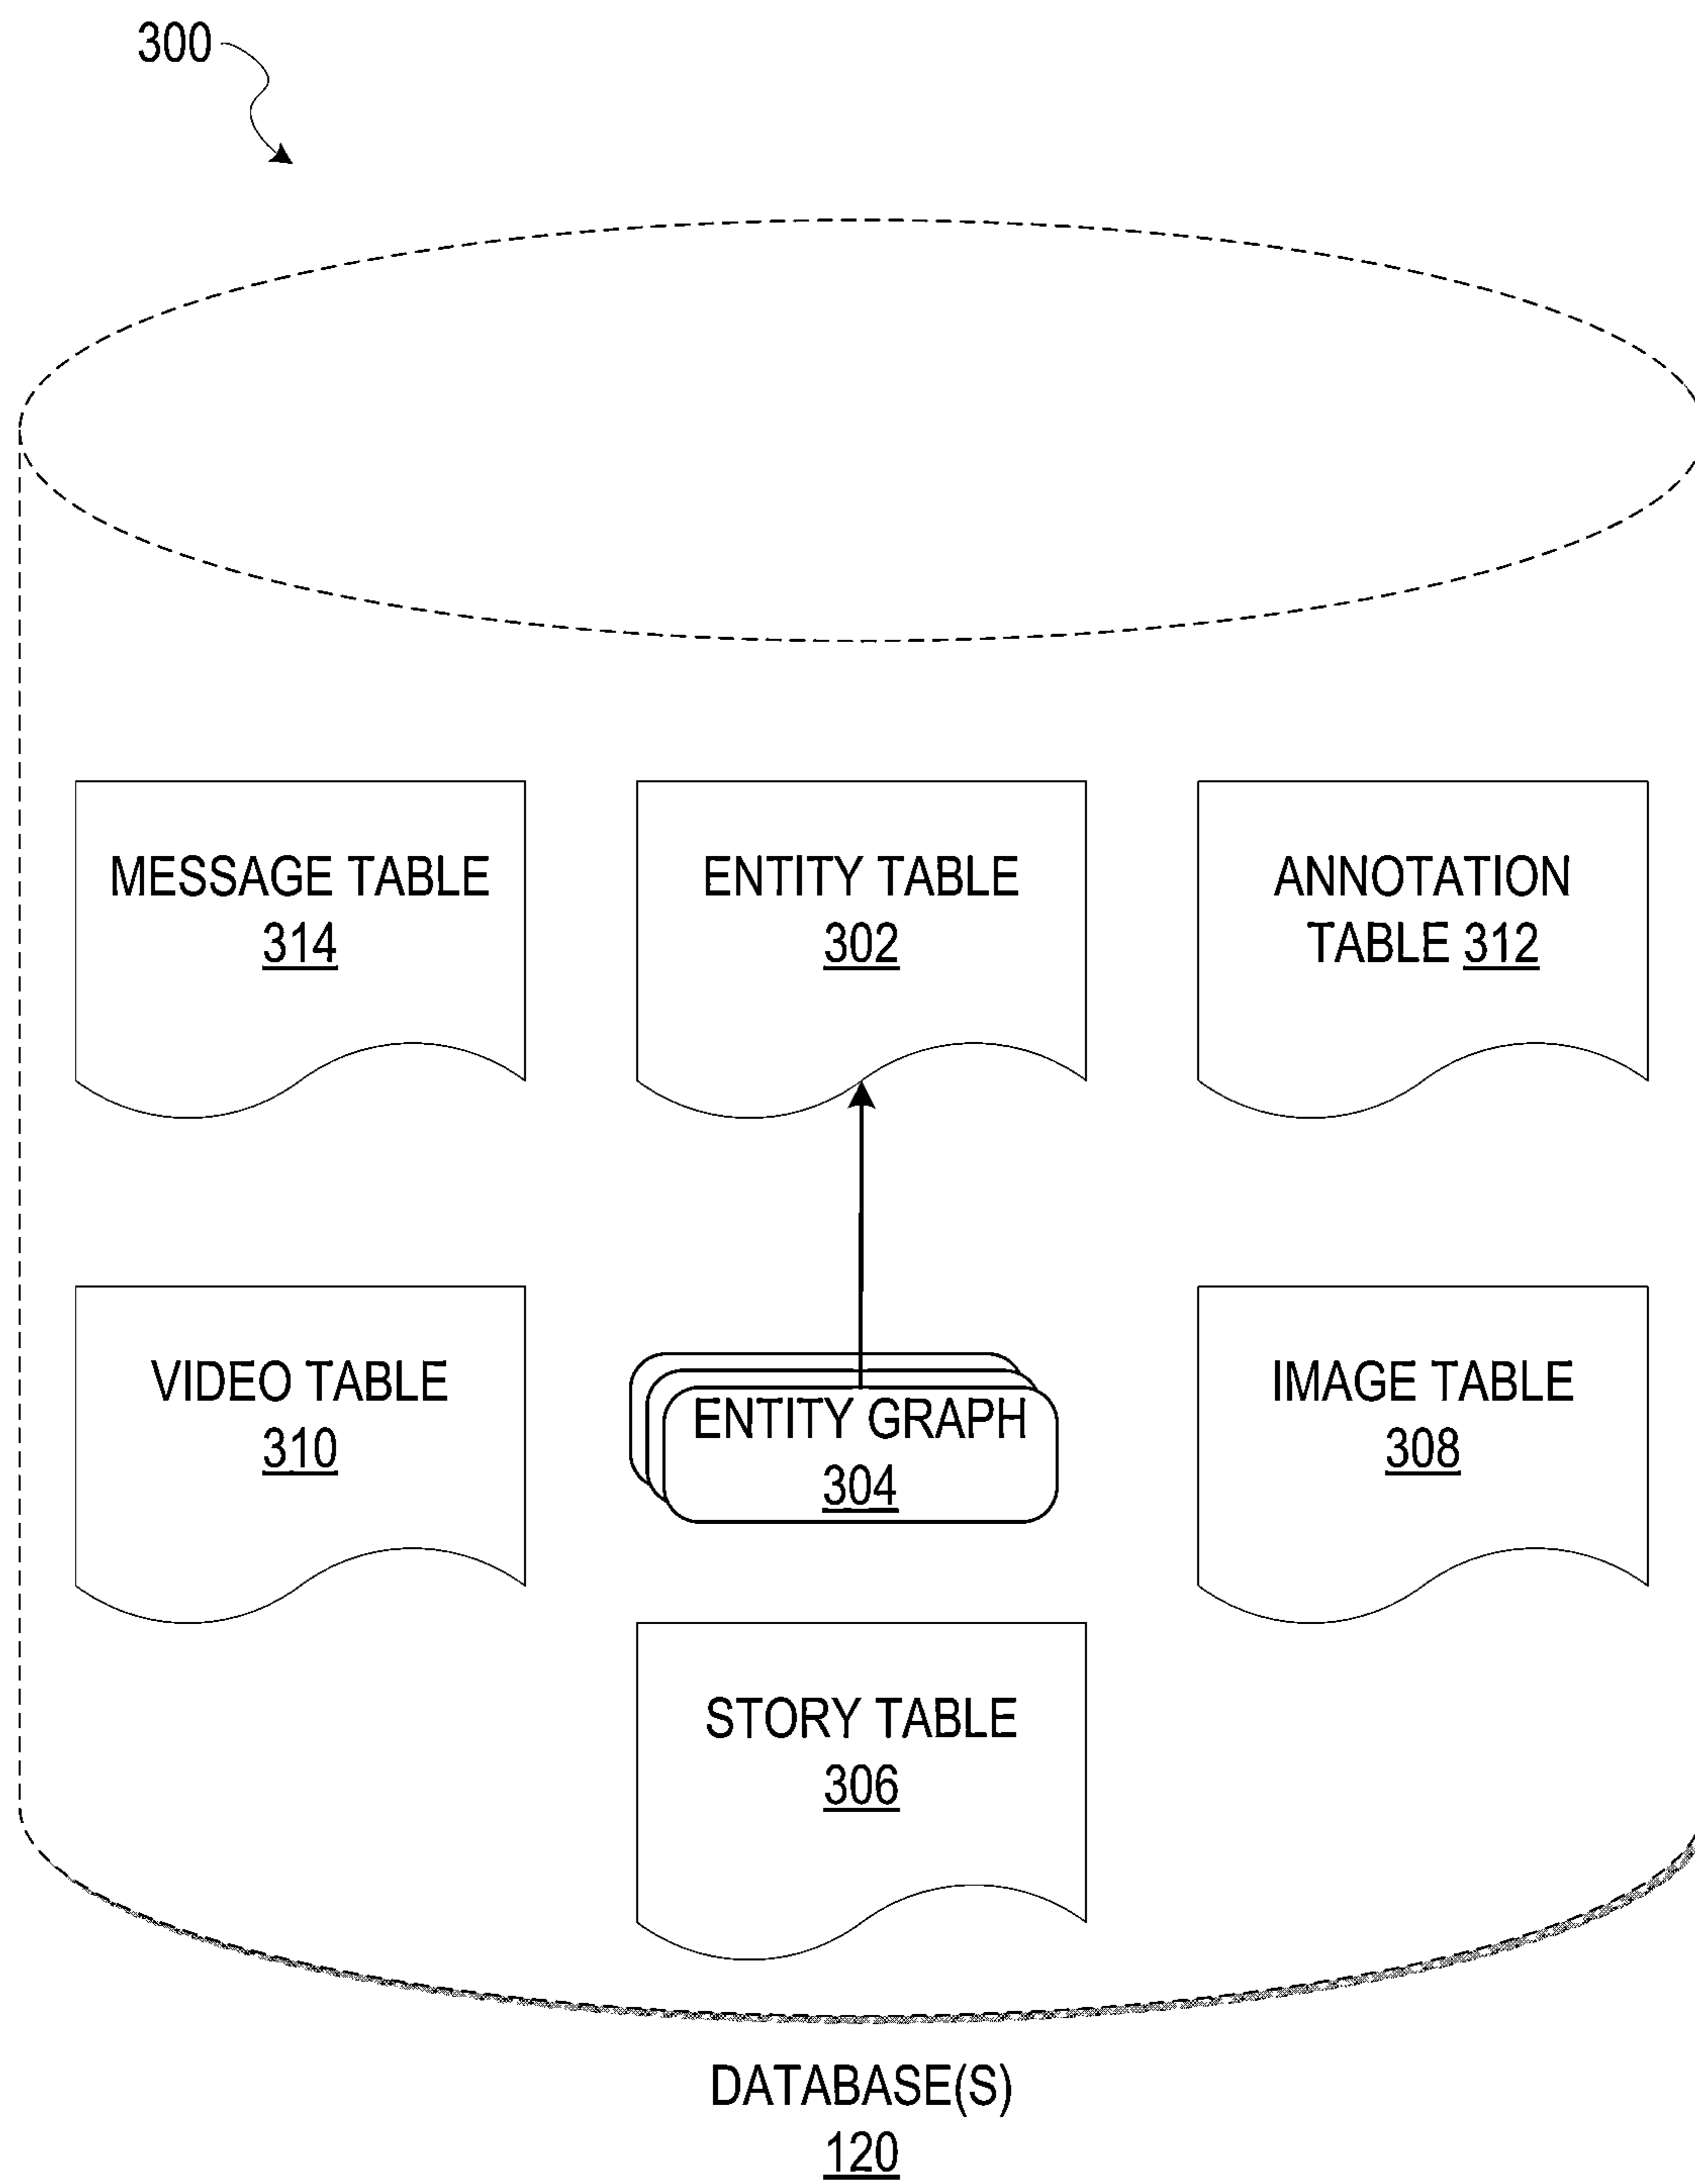 300
MESSAGE TABLE
314
ENTITY TABLE
302
ANNOTATION
TABLE 312
VIDEO TABLE
310
ENTITY GRAPH
304
IMAGE TABLE
308
STORY TABLE
306
DATABASE(S)
120